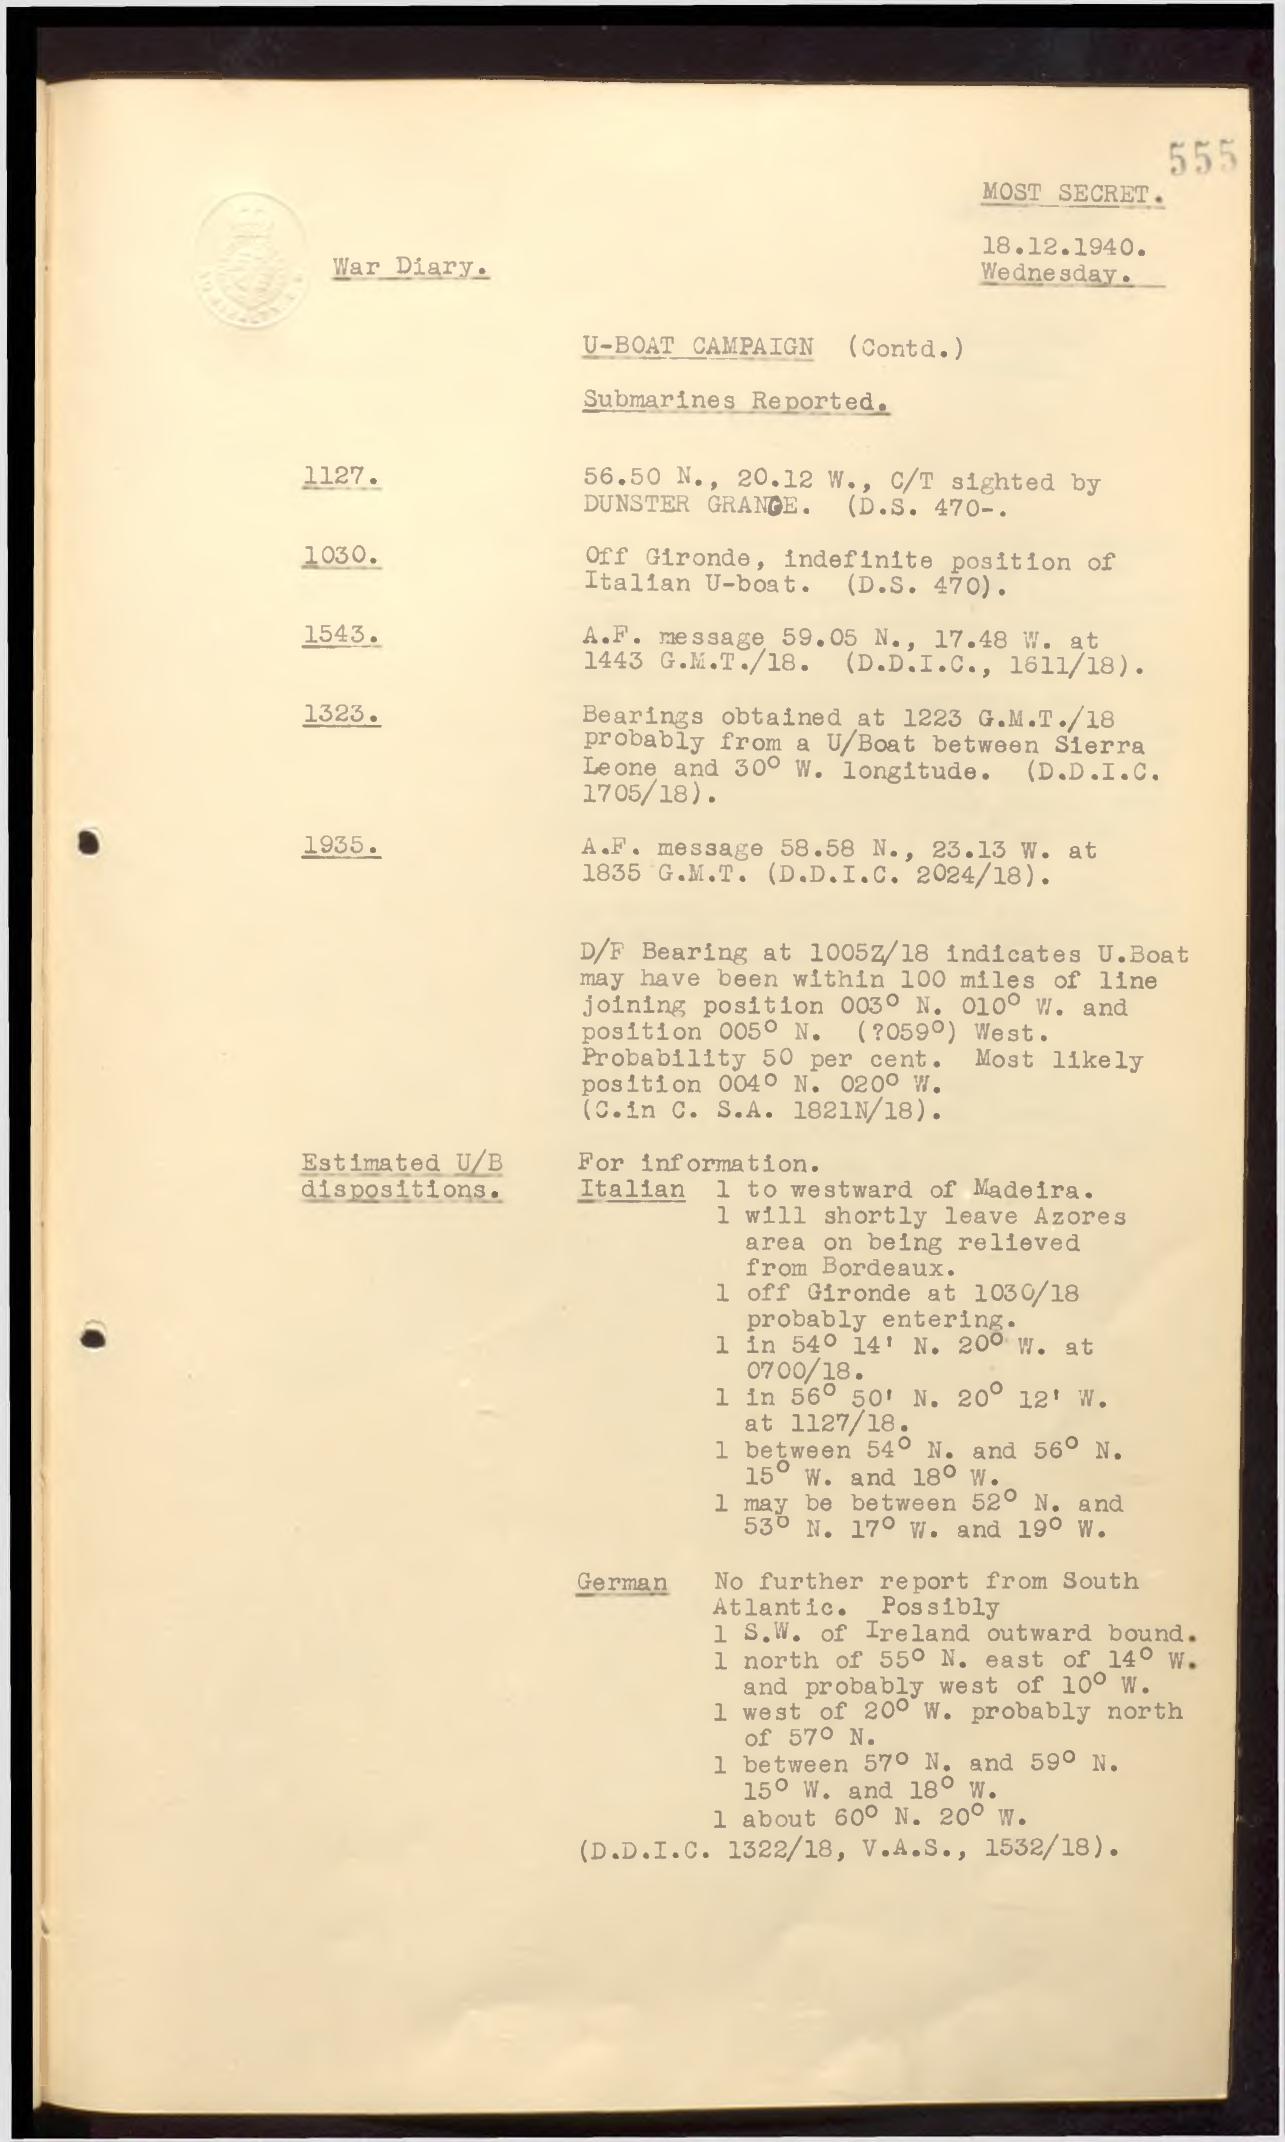 555
MOST SECRET.
18.12.1940.
Wednesday.
War Diary.
U-BOAT CAMPAIGN (Contd.)
Submarines Reported.
1127.
56.50 N., 20.12 W., C/T sighted by
DUNSTER GRANGE. (D.S. 470-.
1030.
Off Gironde, indefinite position of
Italian U-boat. (D.S. 470).
1543.
A.F. message 59.05 N., 17.48 W. at
1443 G.M.T./18. (D.D.I.C., 1611/18).
1323.
Bearings obtained at 1223 G.M.T./18
probably from a U/Boat between Sierra
Leone and 30° W. longitude. (D.D.I.C.
1705/18).
1935.
A.F. message 58.58 N., 23.13 W. at
1835 G.M.T. (D.D.I.C. 2024/18).
D/F Bearing at 1005Z/18 indicates U.Boat
may have been within 100 miles of line
joining position 003° N. 010° W. and
position 005° N. (?059°) West.
Probability 50 per cent. Most likely
position 004° N. 020° W.
(C.in C. S.A. 1821N/18).
Estimated U/B
dispositions.
For information.
Italian 1 to westward of Madeira.
1 will shortly leave Azores
area on being relieved
from Bordeaux.
1 off Gironde at 1030/18
probably entering.
1 in 54° 14' N. 20° W. at
0700/18.
1 in 56° 50' N. 20° 12' W.
at 1127/18.
1 between 54° N. and 56° N.
15° W. and 18° W.
1 may be between 52° N. and
53° N. 17° W. and 19° W.
German No further report from South
Atlantic. Possibly
1 S.W. of Ireland outward bound.
1 north of 55° N. east of 14° W.
and probably west of 10° W.
1 west of 20° W. probably north
of 57° N.
1 between 57° N. and 59° N.
15° W. and 18° W.
1 about 60° N. 20° W.
(D.D.I.C. 1322/18, V.A.S., 1532/18).